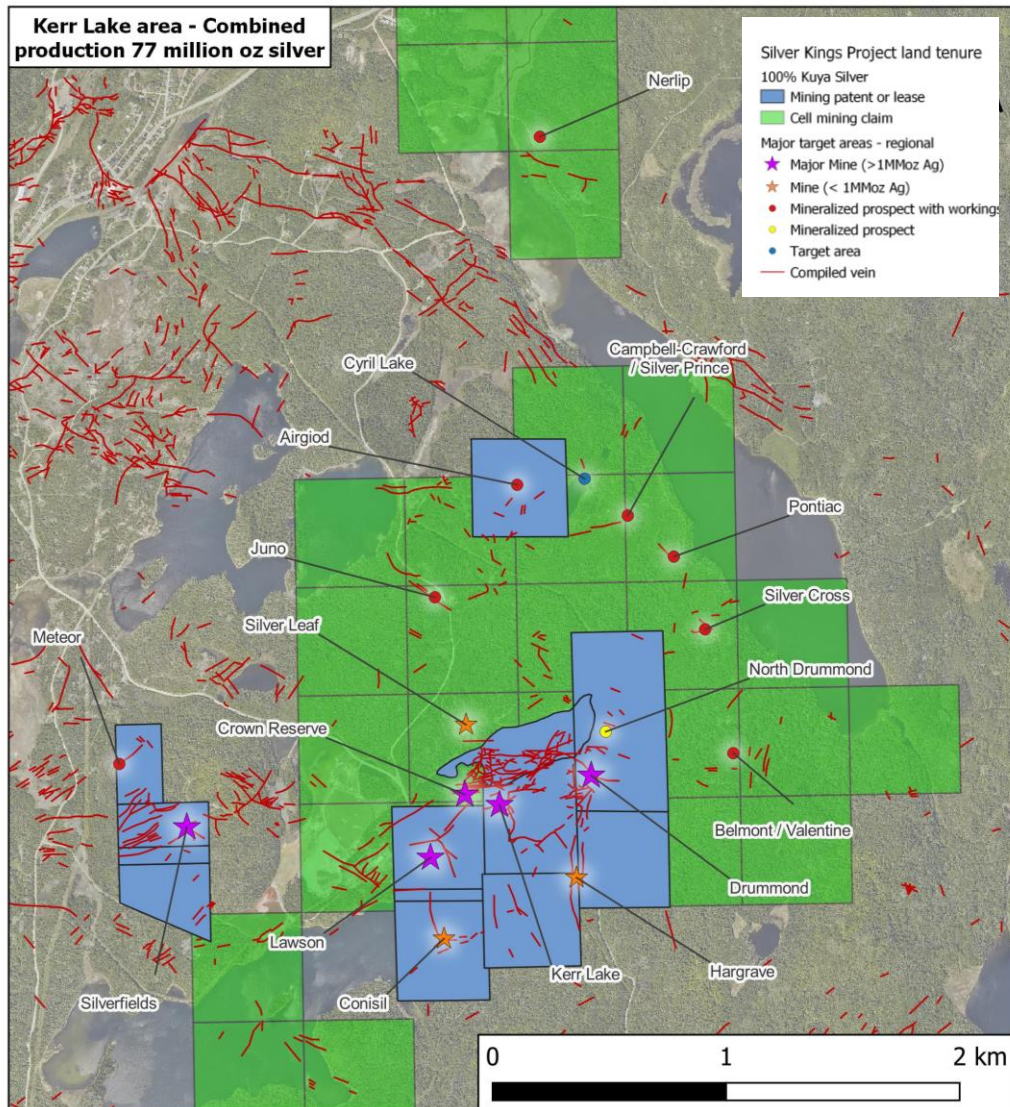 Kerr Lake area - Combined
production 77 million oz silver
Silver Kings Project land tenure
100% Kuya Silver
Mining patent or lease
Cell mining claim
Major target areas - regional
Major Mine (>1MMoz Ag)
Mine (< 1MMoz Ag)
Mineralized prospect with workings
Mineralized prospect
Target area
Compiled vein
Nerlip
Campbell-Crawford
/ Silver Prince
Cyril Lake
Airgiod
Pontiac
Juno
Silver Cross
Silver Leaf
Meteor
North Drummond
Crown Reserve
Belmont / Valentine
Drummond
Lawson
Kerr Lake
Hargrave
Silverfields
Conisil
0 1 2 km